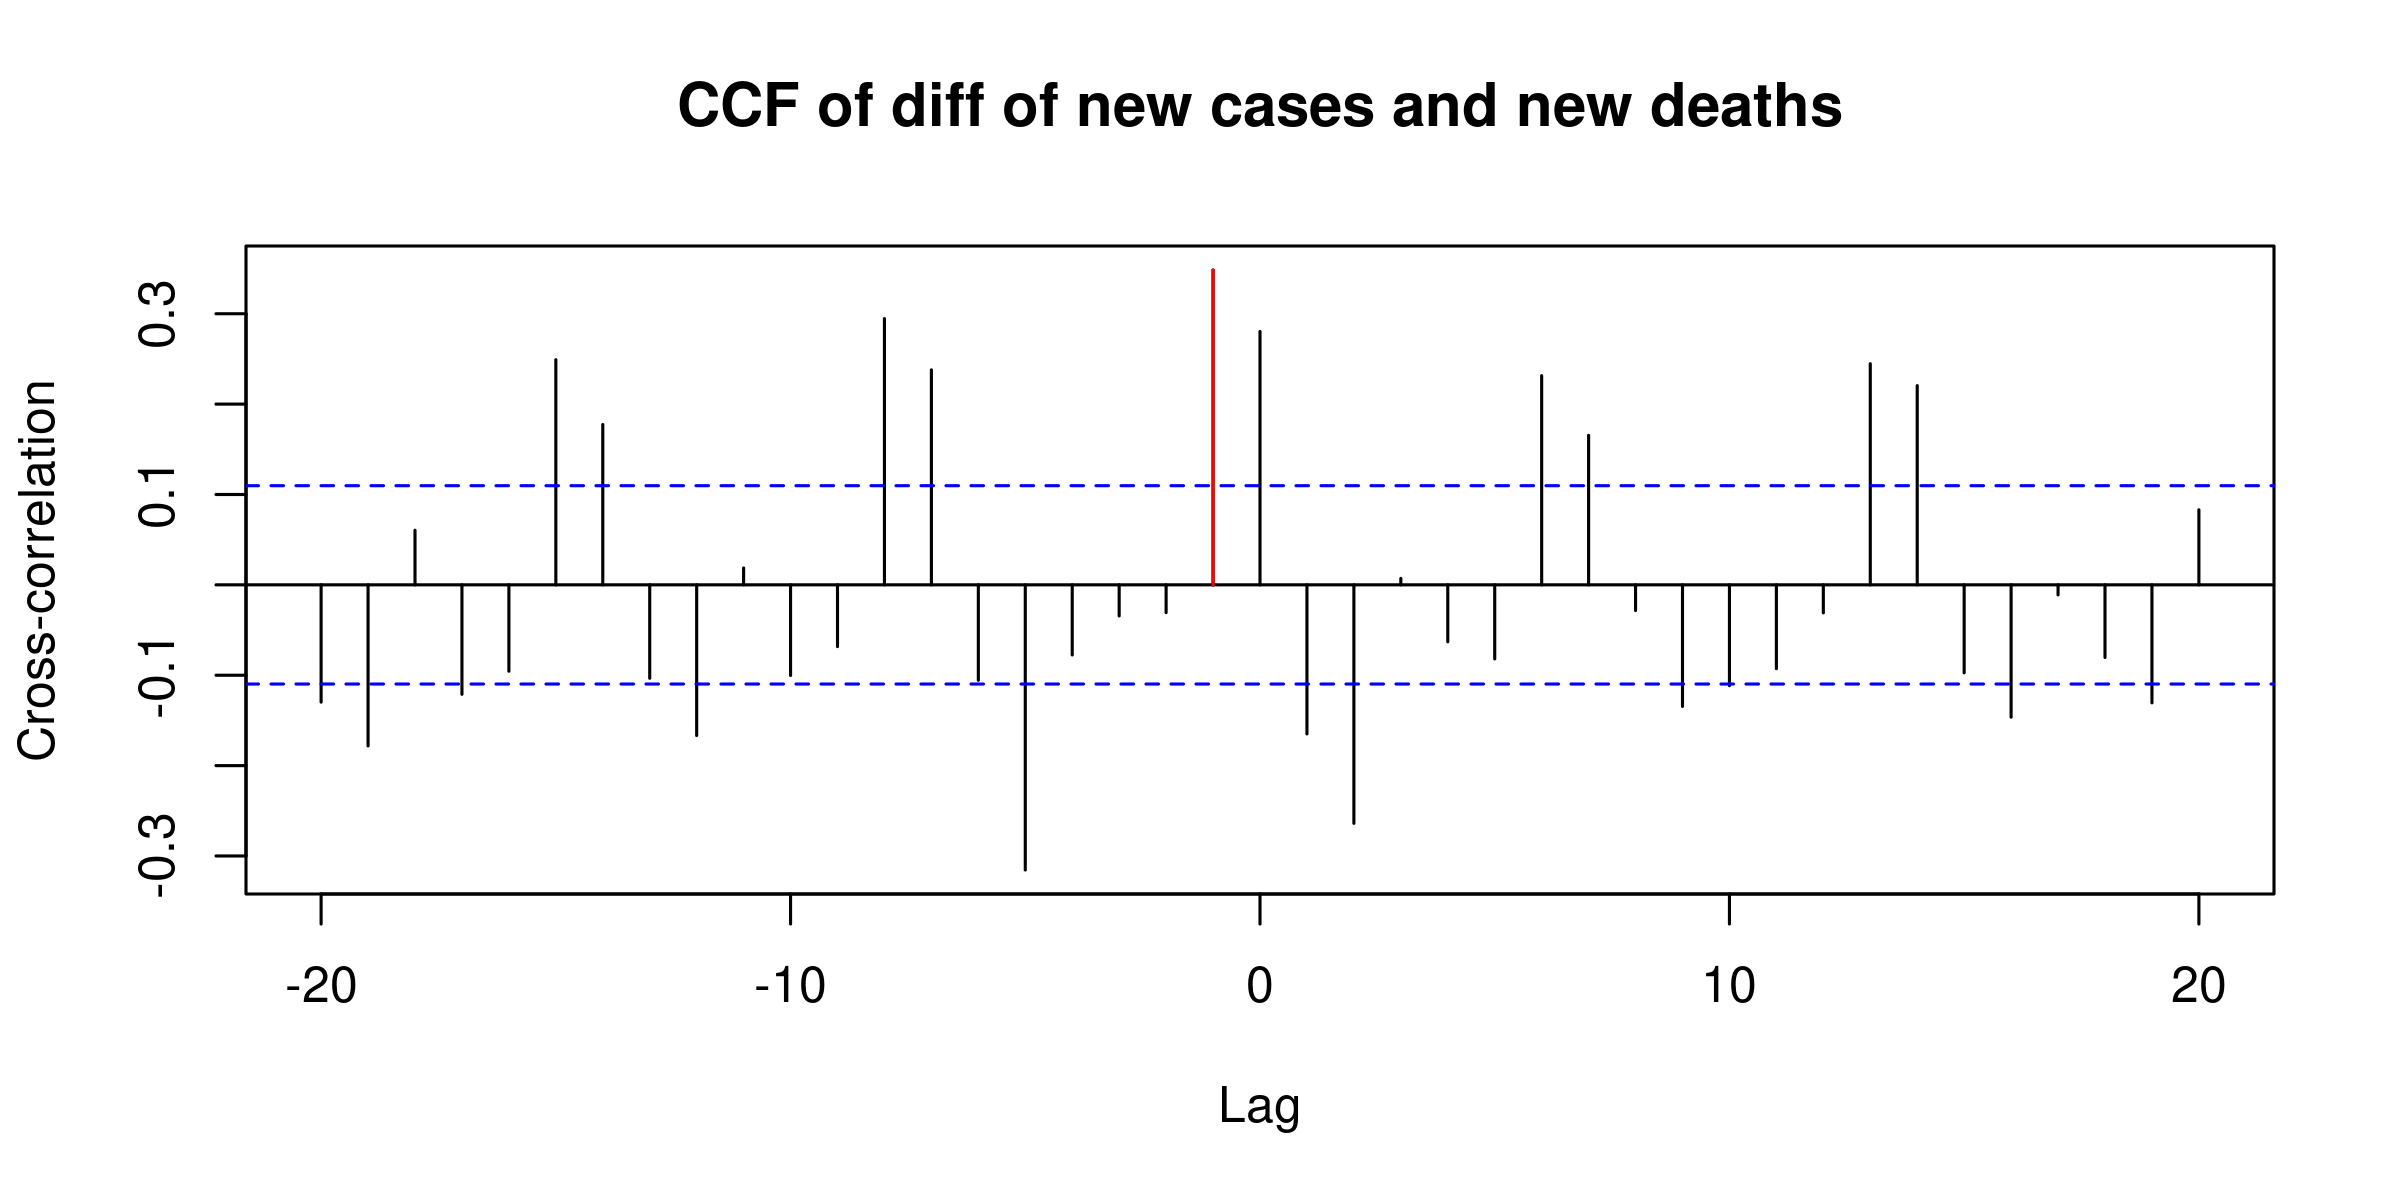 CCF of diff of new cases and new deaths
Cross-correlation
0.3
0.1
-0.1
-0.3
-20 -10 0 10 20
Lag